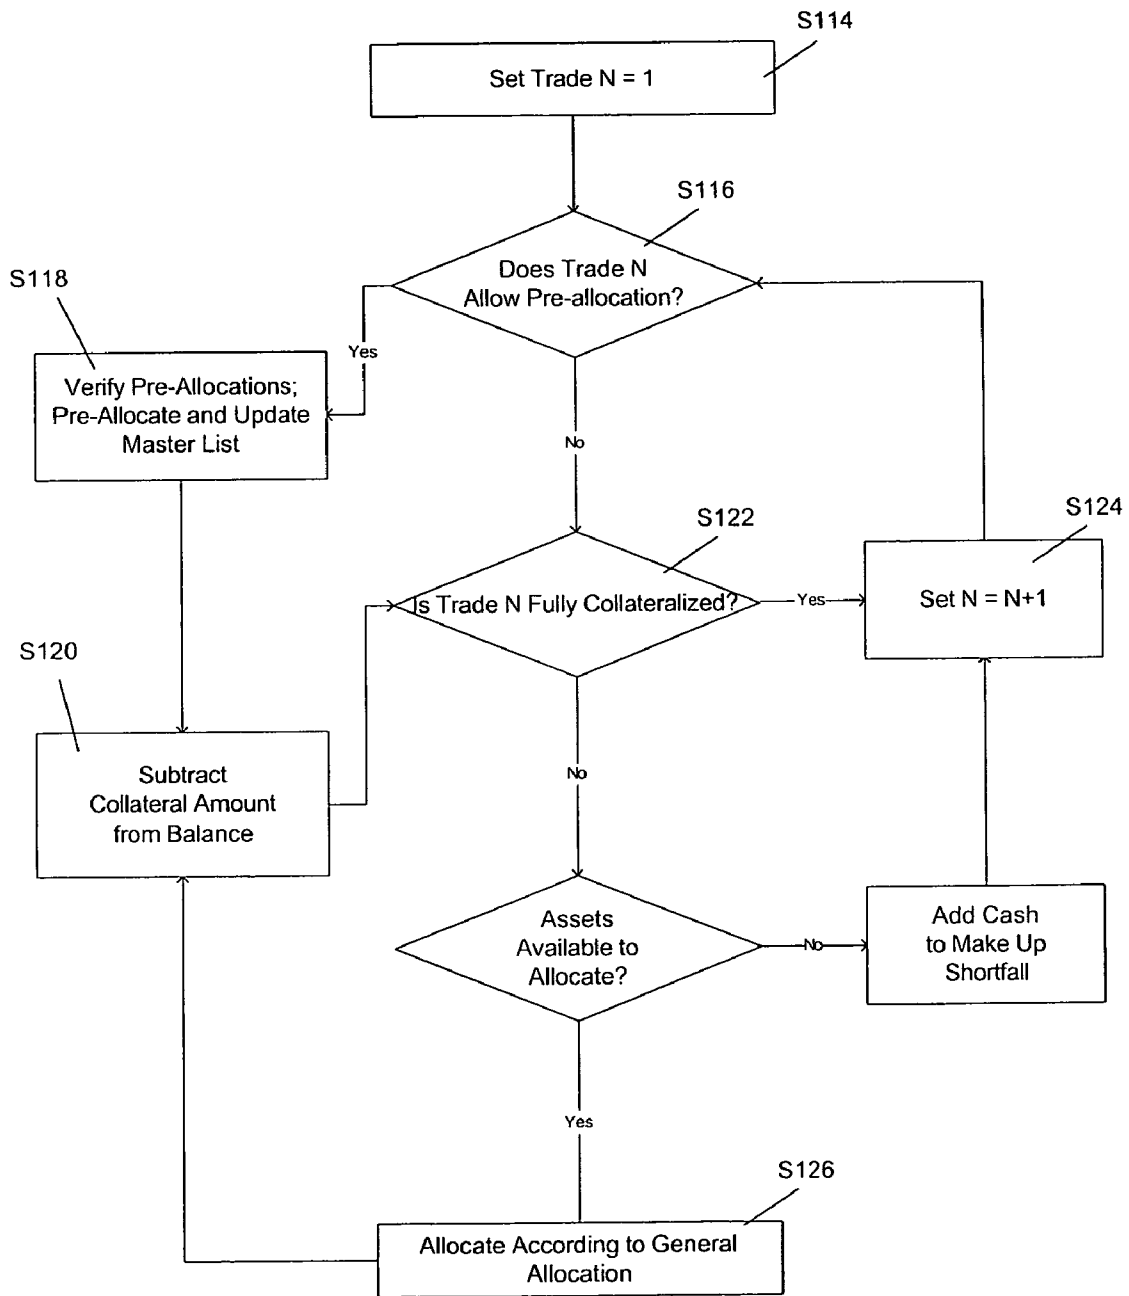 S114
Set Trade N = 1
S116
Does Trade N
Allow Pre-allocation?
S118
Yes
Verify Pre-Allocations;
Pre-Allocate and Update
Master List
No
S122
S124
Is Trade N Fully Collateralized?
Yes
Set N = N+1
S120
Subtract
Collateral Amount
from Balance
No
Assets
Available to
Allocate?
No
Add Cash
to Make Up
Shortfall
Yes
S126
Allocate According to General
Allocation